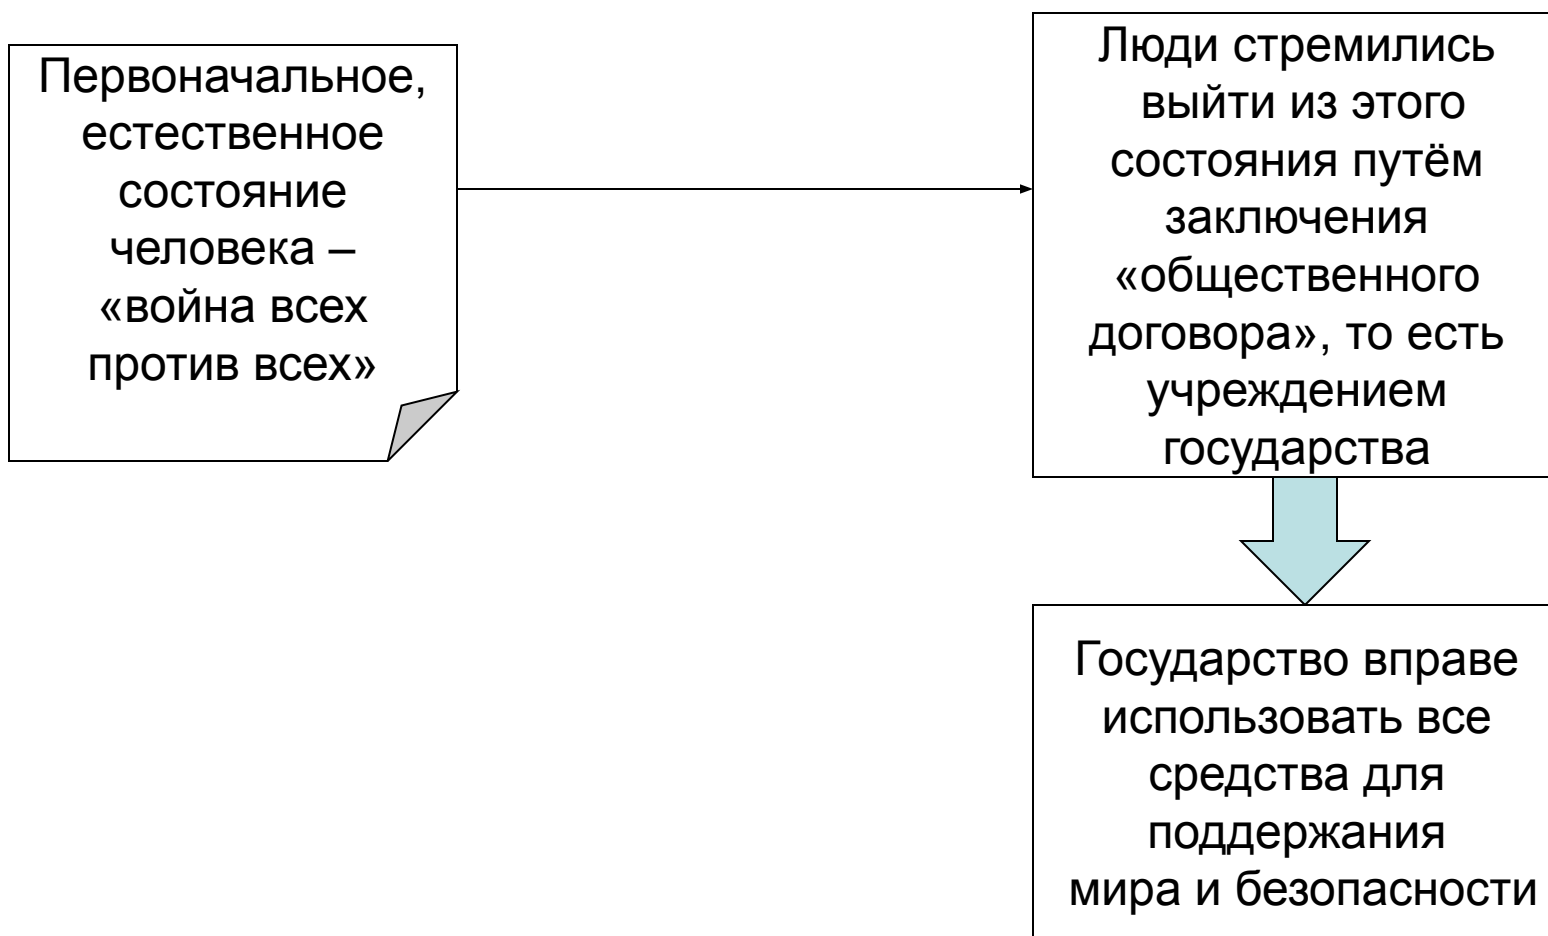 Первоначальное,
естественное
состояние
человека –
«война всех
против всех»
Люди стремились
выйти из этого
состояния путём
заключения
«общественного
договора», то есть
учреждением
государства
Государство вправе
использовать все
средства для
поддержания
мира и безопасности